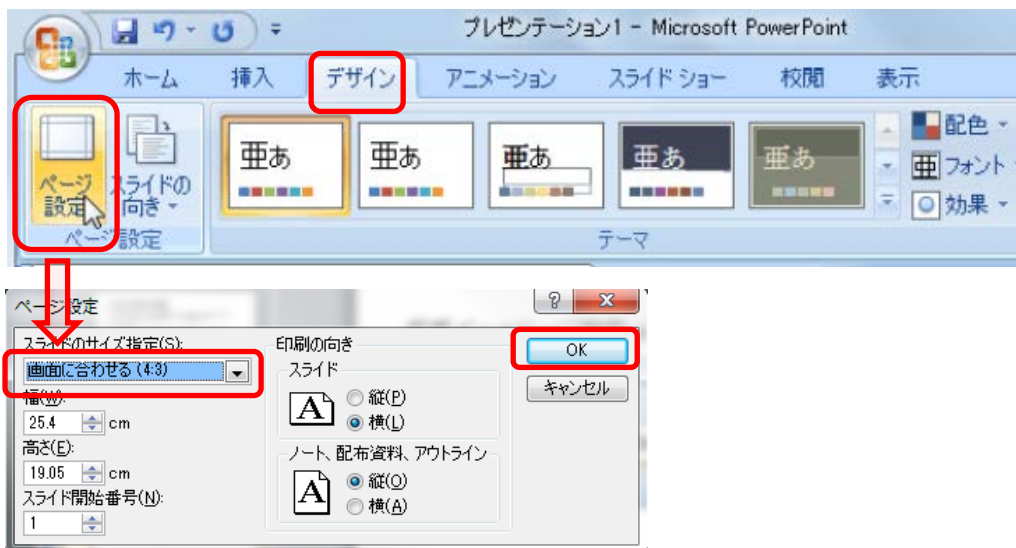 プレゼンテーション1 - Microsoft PowerPoint
ホーム 挿入 デザイン アニメーション スライド ショー 校閲 表示
亜あ 亜あ 亜あ 亜あ 亜あ
配色
亜 フォント
効果
ページ設定
スライドの向き
ページ設定
テーマ
ページ設定
スライドのサイズ指定(S):
画面に合わせる (4:3)
幅(W):
25.4 cm
高さ(E):
19.05 cm
スライド開始番号(N):
1
印刷の向き
スライド
A
縦(P)
横(L)
ノート、配布資料、アウトライン
A
縦(O)
横(A)
?
OK
キャンセル